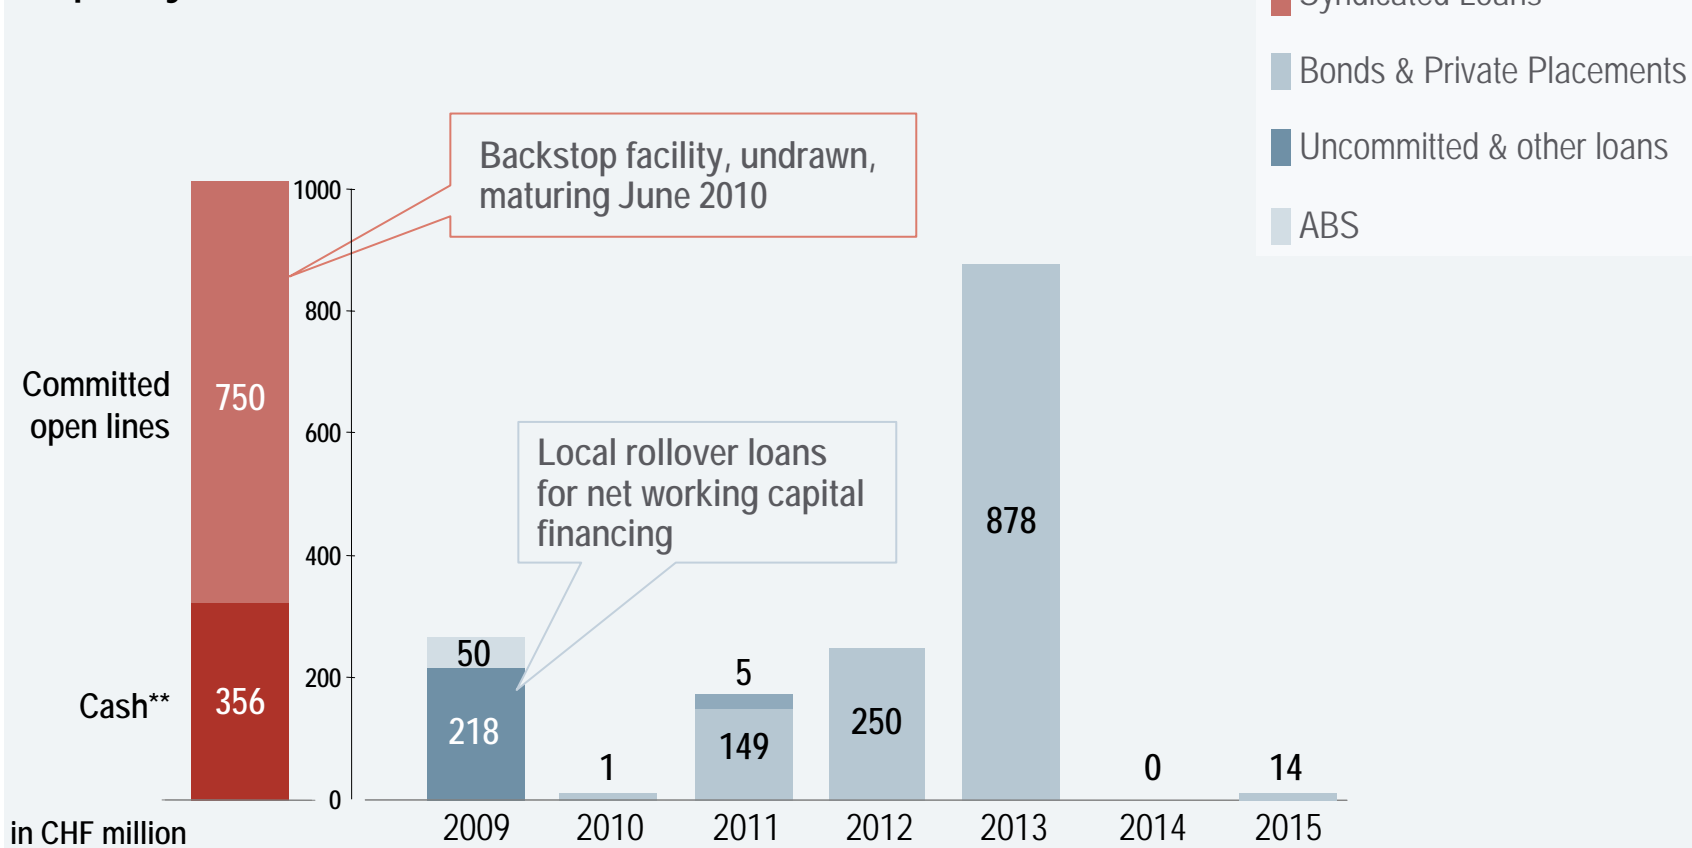 Syndicated Loans
Bonds & Private Placements
Uncommitted & other loans
ABS
Backstop facility, undrawn,
maturing June 2010
1000
800
600
400
200
0
Committed
open lines
750
Cash**
356
Local rollover loans
for net working capital
financing
50
218
1
5
149
250
878
0
14
in CHF million
2009
2010
2011
2012
2013
2014
2015